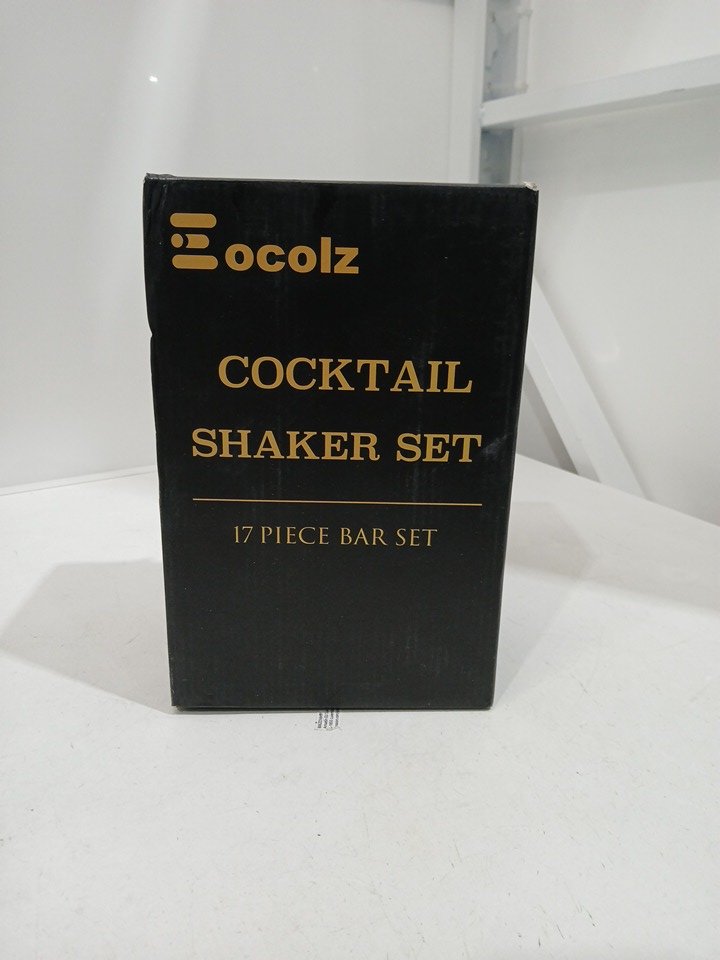 Eocolz
COCKTAIL
SHAKER SET
17 PIECE BAR SET